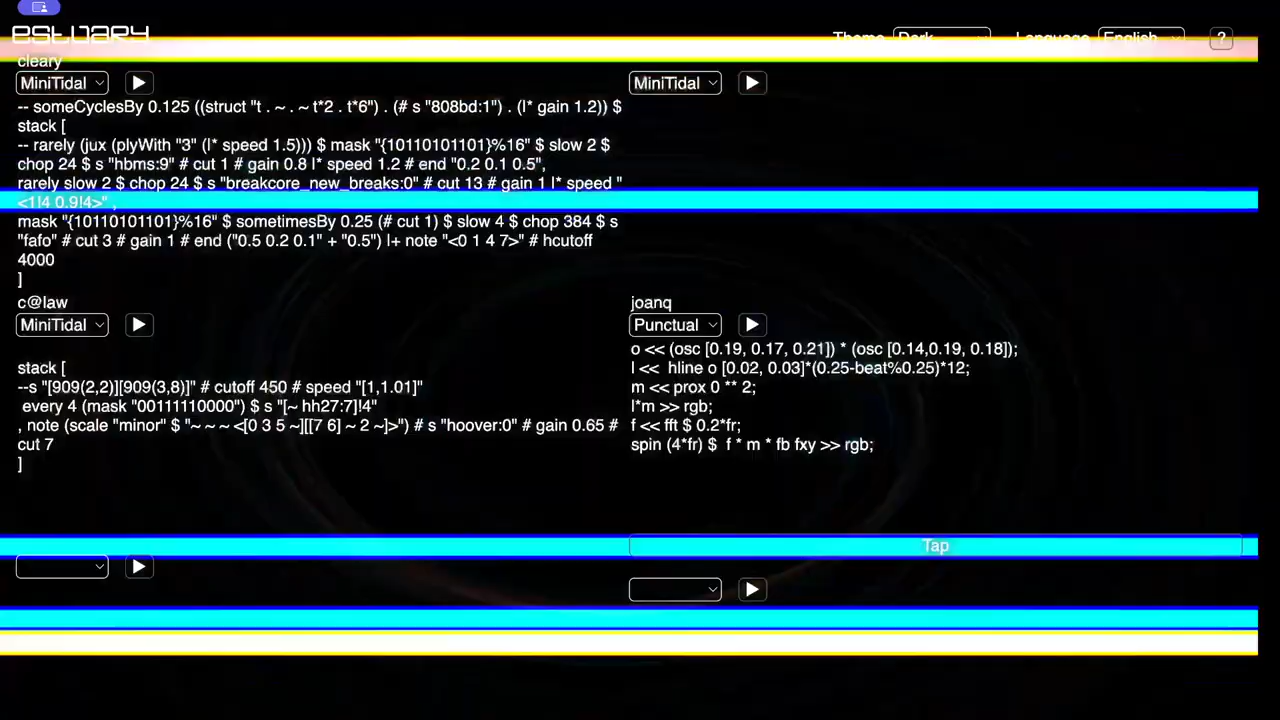 estuary
Theme Dark Language English ?
cleary
MiniTidal
-- someCyclesBy 0.125 ((struct "t . ~ . ~ t*2 . t*6") . (# s "808bd:1") . (|* gain 1.2)) $
stack [
-- rarely (jux (plyWith "3" (|* speed 1.5))) $ mask "{10110101101}%16" $ slow 2 $
chop 24 $ s "hbms:9" # cut 1 # gain 0.8 |* speed 1.2 # end "0.2 0.1 0.5",
rarely slow 2 $ chop 24 $ s "breakcore_new_breaks:0" # cut 13 # gain 1 |* speed "
<1!4 0.9!4>" ,
mask "{10110101101}%16" $ sometimesBy 0.25 (# cut 1) $ slow 4 $ chop 384 $ s
"fafo" # cut 3 # gain 1 # end ("0.5 0.2 0.1" + "0.5") |+ note "<0 1 4 7>" # hcutoff
4000
]
MiniTidal
c@law
MiniTidal
stack [
--s "[909(2,2)][909(3,8)]" # cutoff 450 # speed "[1,1.01]"
every 4 (mask "00111110000") $ s "[~ hh27:7]!4"
, note (scale "minor" $ "~ ~ ~ <[0 3 5 ~][[7 6] ~ 2 ~]>") # s "hoover:0" # gain 0.65 #
cut 7
]
joanq
Punctual
o << (osc [0.19, 0.17, 0.21]) * (osc [0.14,0.19, 0.18]);
l << hline o [0.02, 0.03]*(0.25-beat%0.25)*12;
m << prox 0 ** 2;
l*m >> rgb;
f << fft $ 0.2*fr;
spin (4*fr) $ f * m * fb fxy >> rgb;
Tap